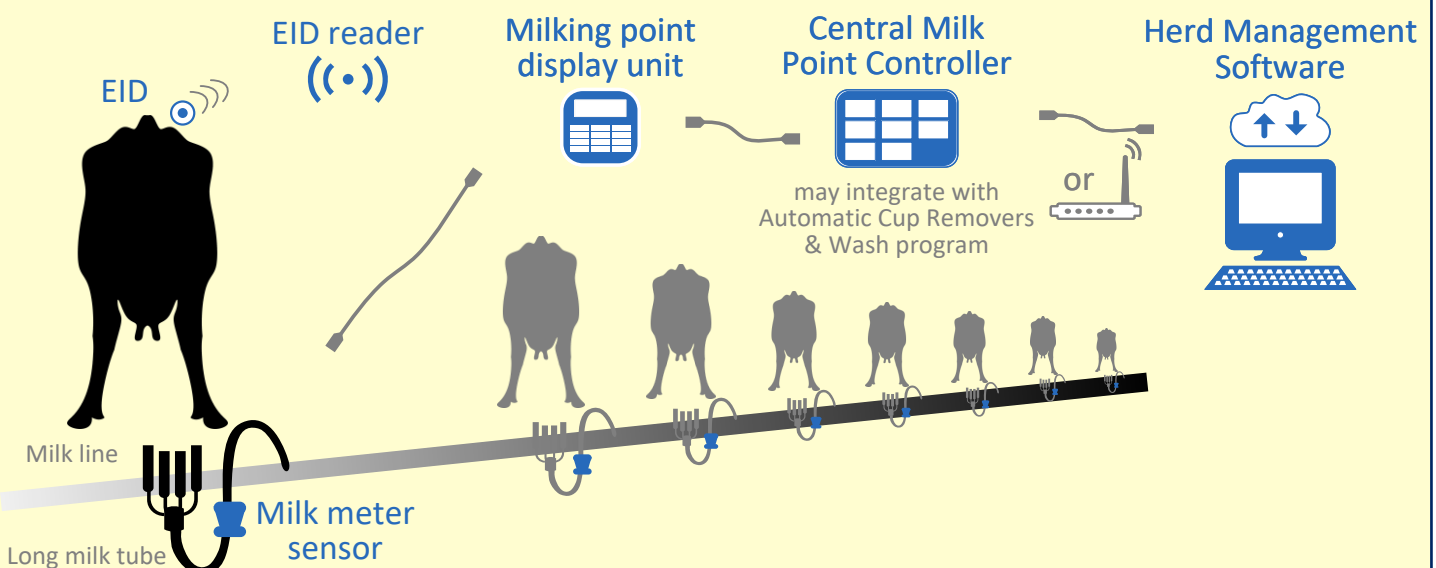 EID reader
EID
Milking point
display unit
Central Milk
Point Controller
may integrate with
Automatic Cup Removers
& Wash program
or
Herd Management
Software
Milk line
Milk meter
sensor
Long milk tube